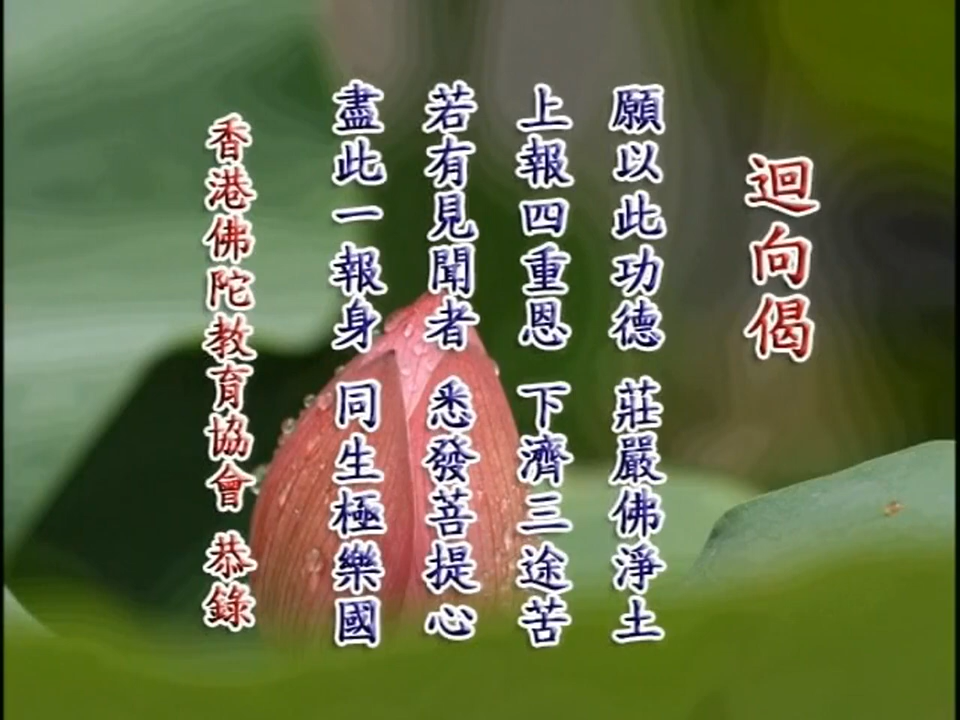 迴向偈
願以此功德 莊嚴佛淨土
上報四重恩 下濟三途苦
若有見聞者 悉發菩提心
盡此一報身 同生極樂國
香港佛陀教育協會 恭錄